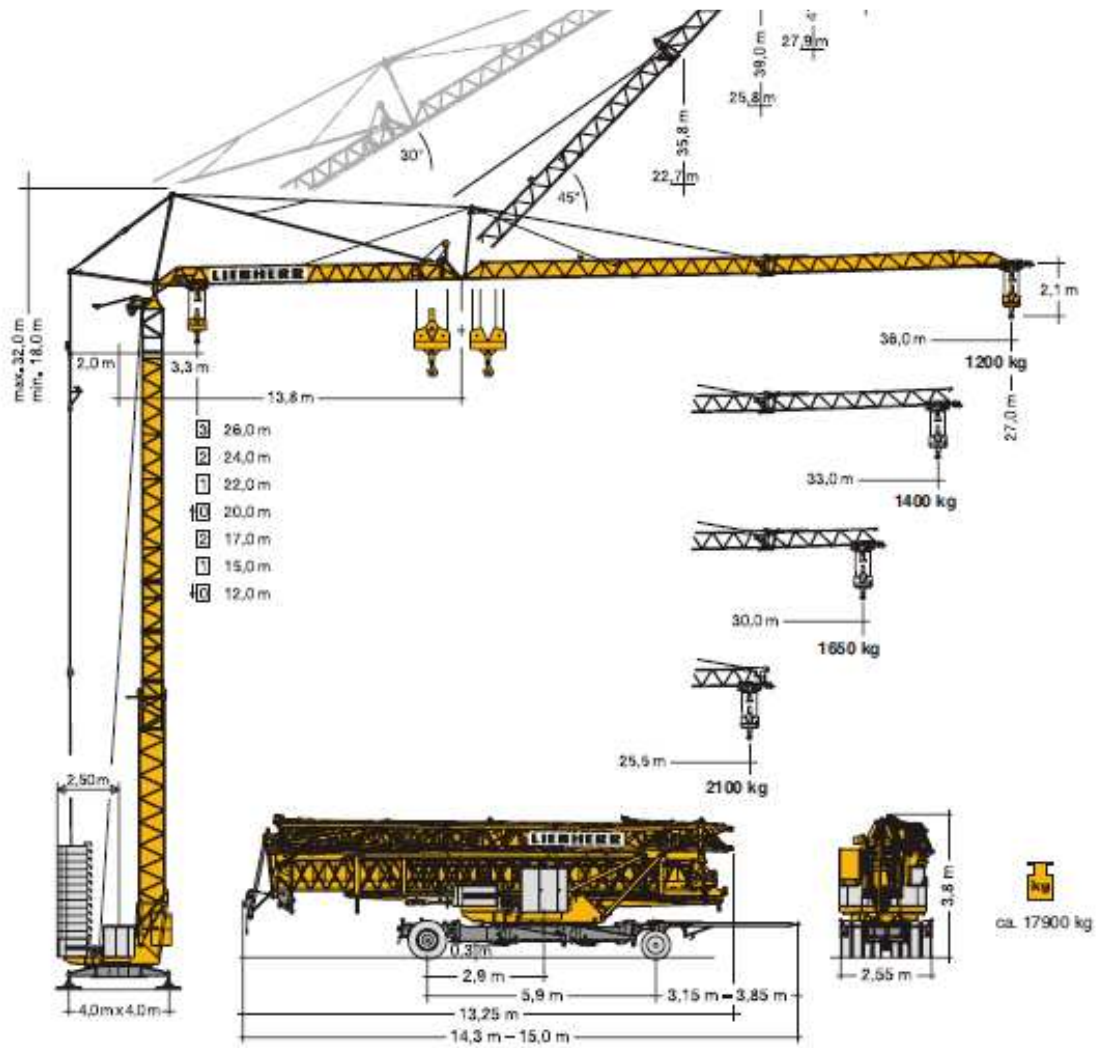 27,9 m
39,0 m
25,8 m
35,8 m
22,7 m
30°
45°
LIEBHERR
max. 32,0 m
min. 18,0 m
2,1 m
2,0 m
3,3 m
36,0 m
1200 kg
13,8 m
27,0 m
3 26,0 m
2 24,0 m
1 22,0 m
0 20,0 m
2 17,0 m
1 15,0 m
0 12,0 m
33,0 m
1400 kg
30,0 m
1650 kg
25,5 m
2100 kg
2,50 m
LIEBHERR
3,8 m
kg
ca. 17900 kg
0,3 m
2,9 m
2,55 m
5,9 m
3,15 m – 3,85 m
4,0 m x 4,0 m
13,25 m
14,3 m – 15,0 m